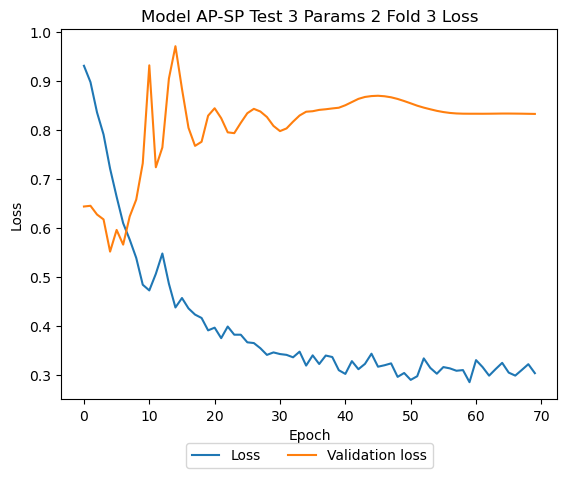 Model AP-SP Test 3 Params 2 Fold 3 Loss
1.0
0.9
0.8
0.7
0.6
0.5
0.4
0.3
Loss
0 10 20 30 40 50 60 70
Epoch
Loss Validation loss